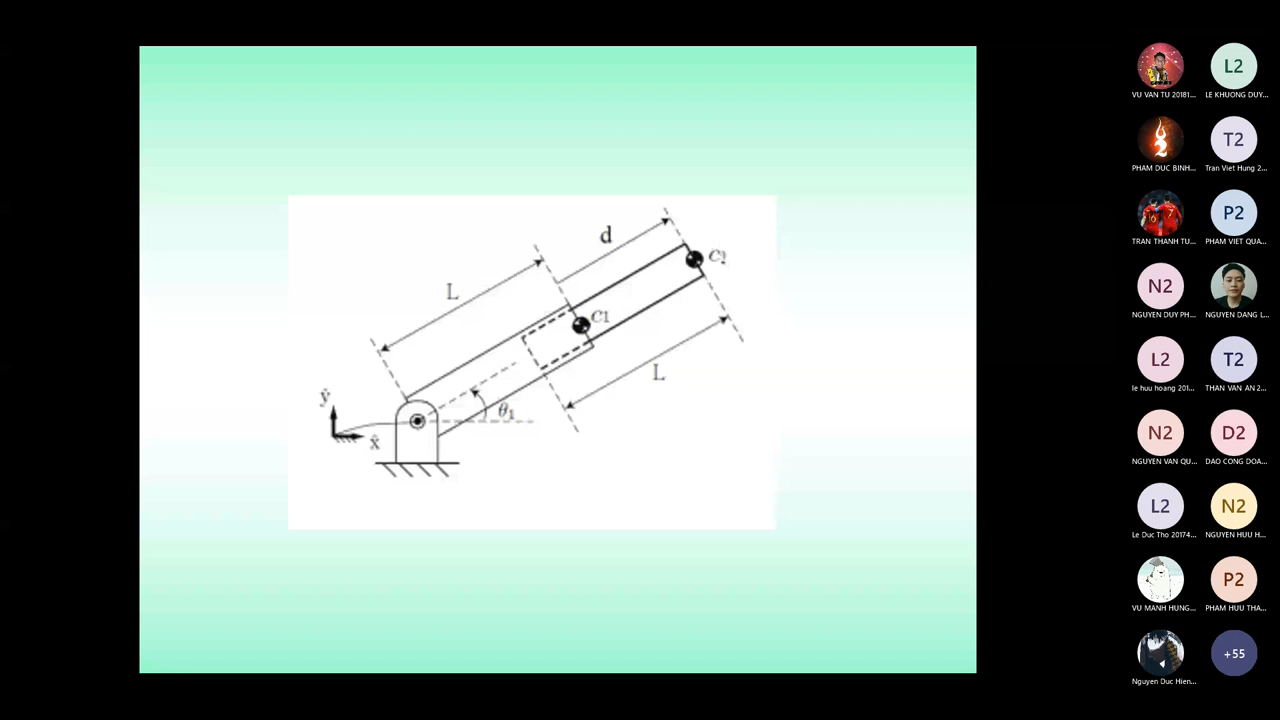 d
L
C2
C1
L
θ1
ŷ
x̂
L2
VU VAN TU 20181...
LE KHUONG DUY...
2
T2
PHAM DUC BINH...
Tran Viet Hung 2...
16
7
P2
TRAN THANH TU...
PHAM VIET QUA...
N2
NGUYEN DUY PH...
NGUYEN DANG L...
L2
T2
le huu hoang 201...
THAN VAN AN 2...
N2
D2
NGUYEN VAN QU...
DAO CONG DOA...
L2
N2
Le Duc Tho 20174...
NGUYEN HUU H...
P2
VU MANH HUNG...
PHAM HUU THA...
+55
Nguyen Duc Hien...